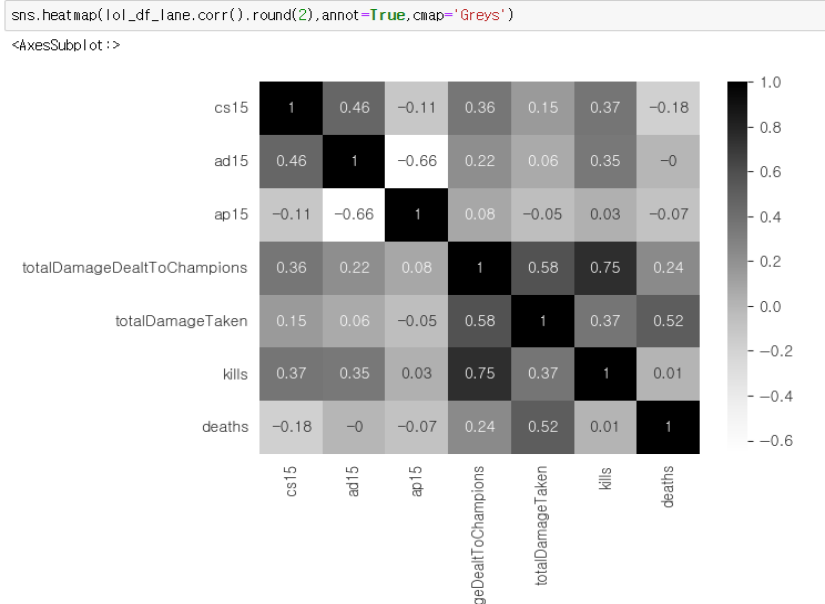 sns.heatmap(lol_df_lane.corr().round(2),annot=True,cmap='Greys')
<AxesSubplot:>
cs15 1 0.46 −0.11 0.36 0.15 0.37 −0.18
ad15 0.46 1 −0.66 0.22 0.06 0.35 −0
ap15 −0.11 −0.66 1 0.08 −0.05 0.03 −0.07
totalDamageDealtToChampions 0.36 0.22 0.08 1 0.58 0.75 0.24
totalDamageTaken 0.15 0.06 −0.05 0.58 1 0.37 0.52
kills 0.37 0.35 0.03 0.75 0.37 1 0.01
deaths −0.18 −0 −0.07 0.24 0.52 0.01 1
cs15
ad15
ap15
geDealtToChampions
totalDamageTaken
kills
deaths
1.0
0.8
0.6
0.4
0.2
0.0
−0.2
−0.4
−0.6